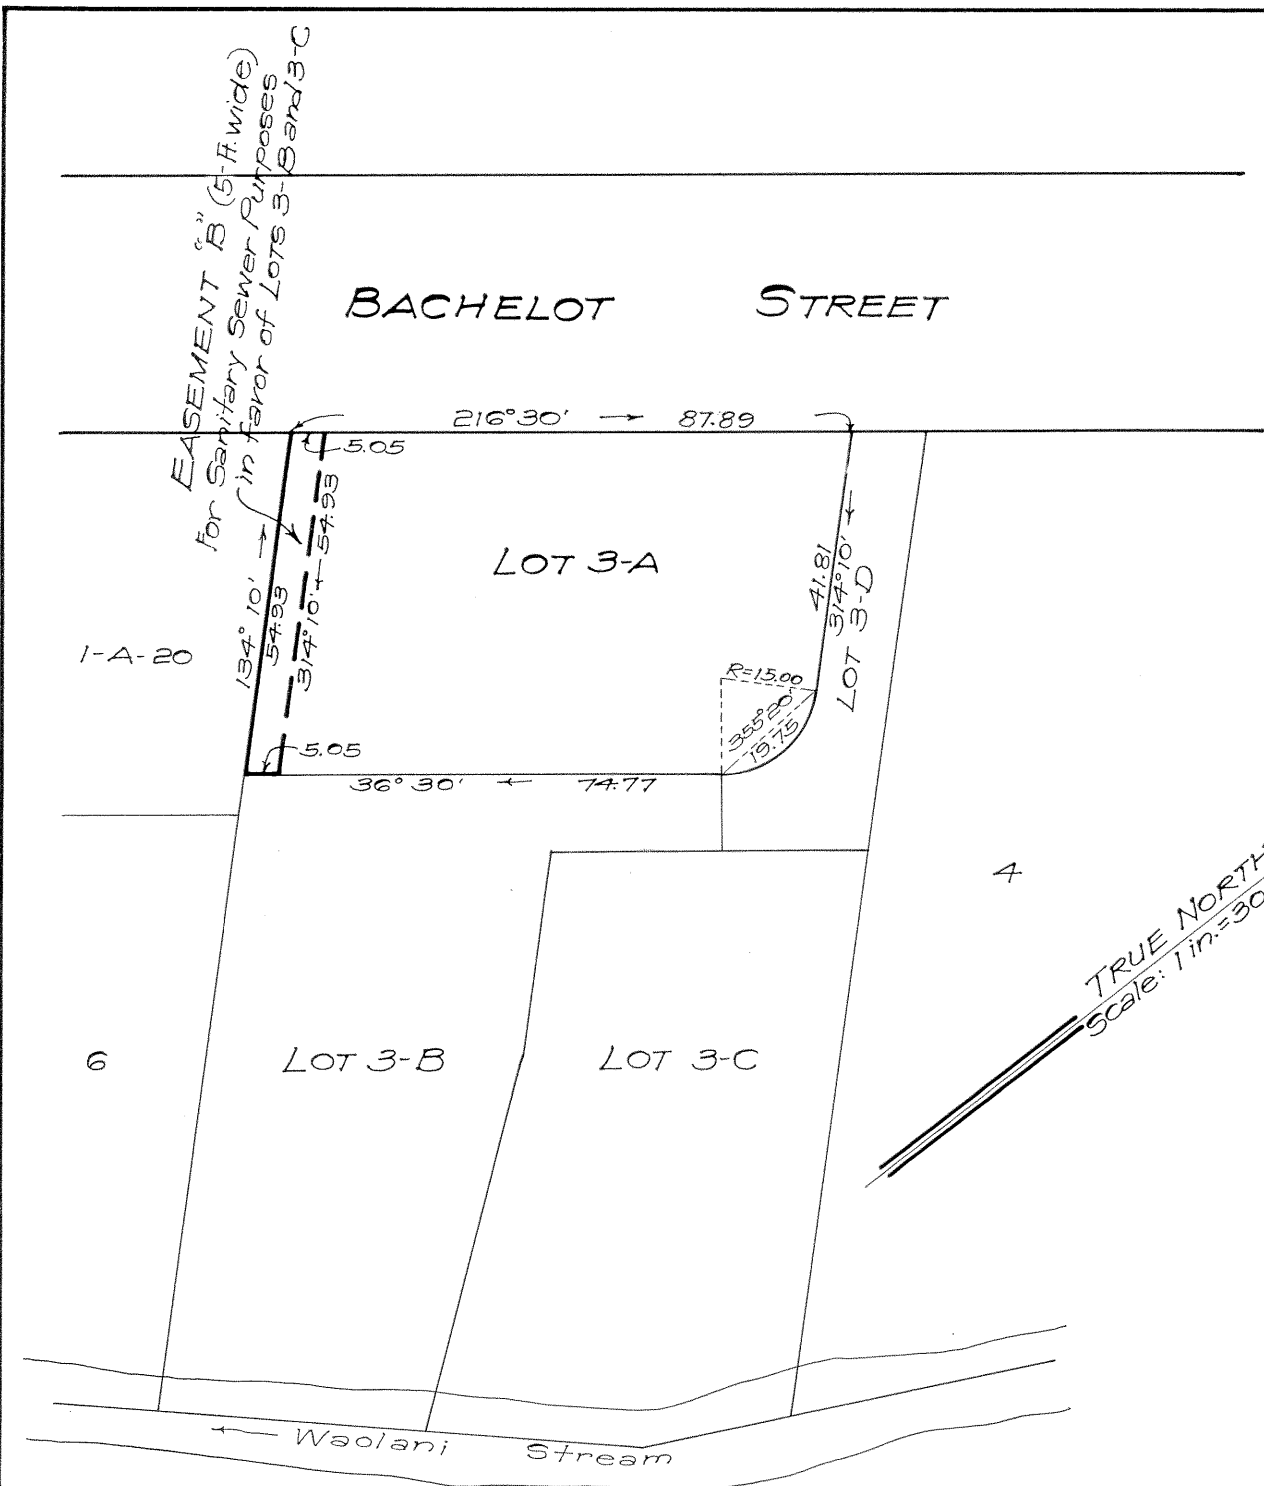 EASEMENT "B" (5-Ft. wide)
For Sanitary Sewer Purposes
in favor of LOTS 3-B and 3-C
BACHELOT STREET
216°30' → 87.89
5.05
134° 10' →
54.93
314°10' ← 54.93
LOT 3-A
41.81
314°10' ←
LOT 3-D
1-A-20
R=15.00
355°20'
19.75
5.05
36° 30' ← 74.77
4
TRUE NORTH
Scale: 1 in.=30
6
LOT 3-B
LOT 3-C
← Waolani Stream